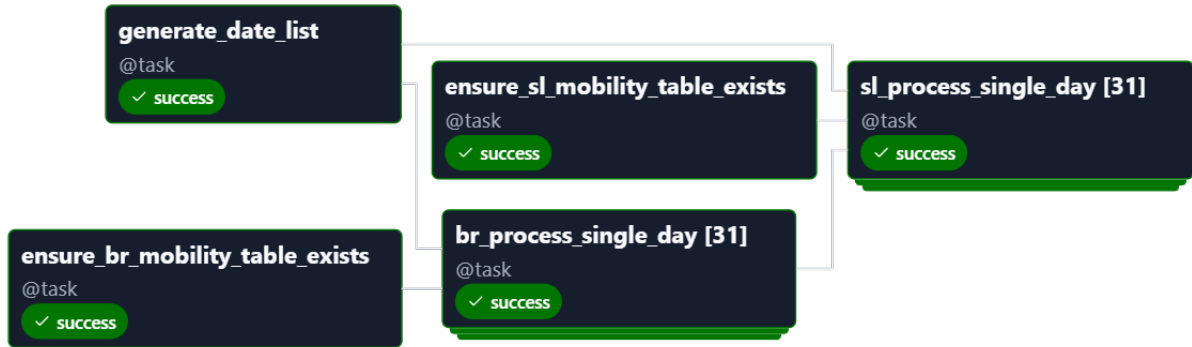 generate_date_list
@task
✓ success
ensure_sl_mobility_table_exists
@task
✓ success
sl_process_single_day [31]
@task
✓ success
ensure_br_mobility_table_exists
@task
✓ success
br_process_single_day [31]
@task
✓ success